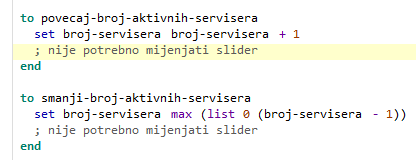 to povecaj-broj-aktivnih-servisera
set broj-servisera broj-servisera + 1
; nije potrebno mijenjati slider
end
to smanji-broj-aktivnih-servisera
set broj-servisera max (list 0 (broj-servisera - 1))
; nije potrebno mijenjati slider
end